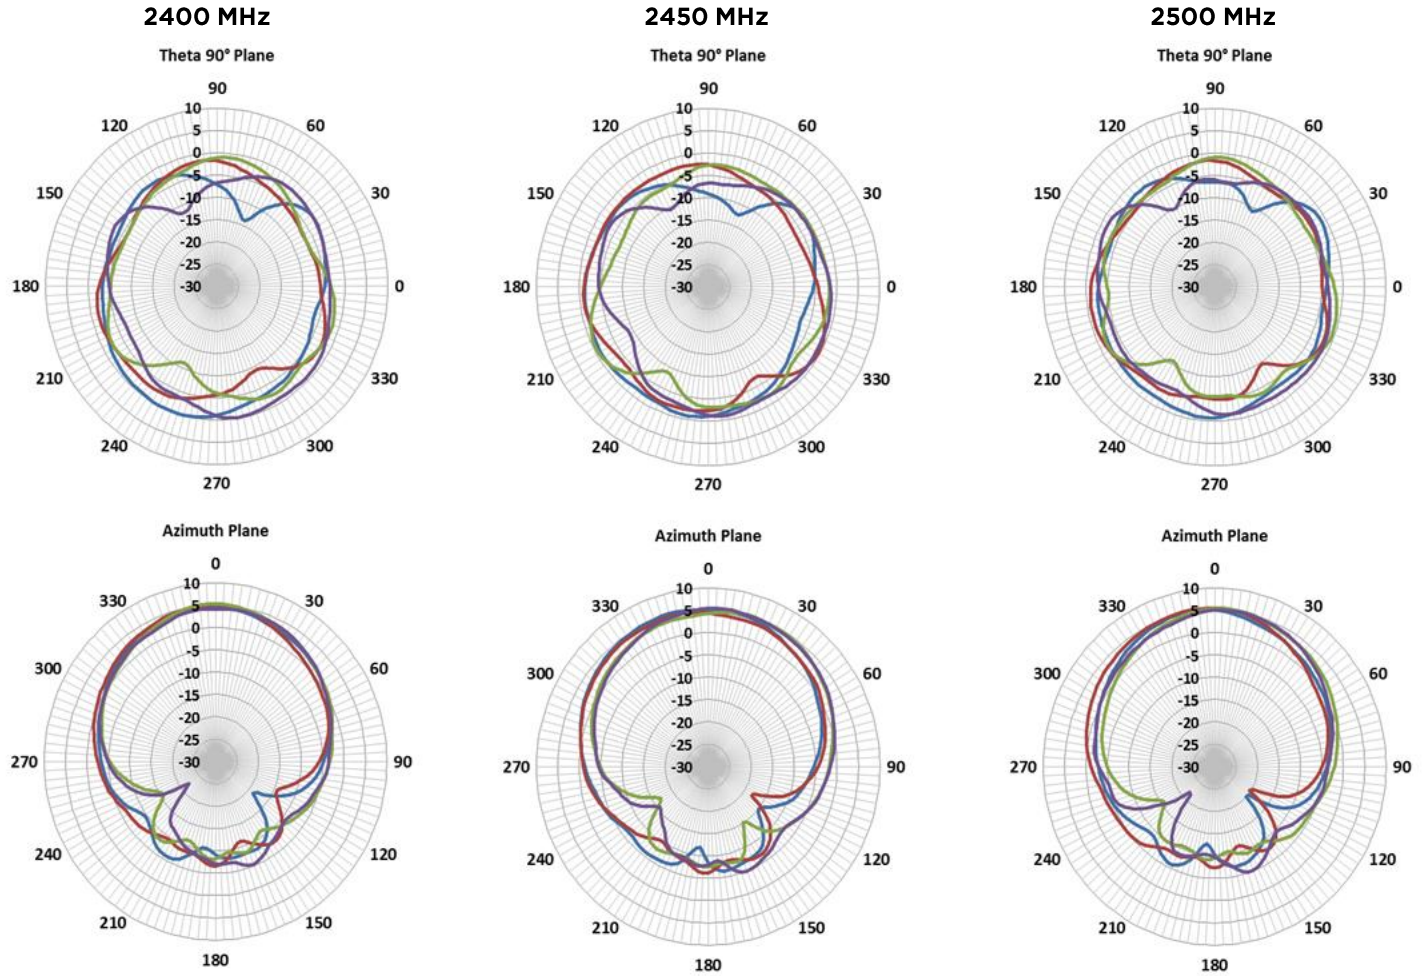 2400 MHz 2450 MHz 2500 MHz
Theta 90° Plane Theta 90° Plane Theta 90° Plane
90 90 90
10 10 10
120 5 60 120 5 60 120 5 60
0 0 0
-5 -5 -5
150 -10 30 150 -10 30 150 -10 30
-15 -15 -15
-20 -20 -20
-25 -25 -25
180 -30 0 180 -30 0 180 -30 0
210 330 210 330 210 330
240 300 240 300 240 300
270 270 270
Azimuth Plane Azimuth Plane Azimuth Plane
0 0 0
10 10 10
330 5 30 330 5 30 330 5 30
0 0 0
-5 -5 -5
300 -10 60 300 -10 60 300 -10 60
-15 -15 -15
-20 -20 -20
-25 -25 -25
270 -30 90 270 -30 90 270 -30 90
240 120 240 120 240 120
210 150 210 150 210 150
180 180 180